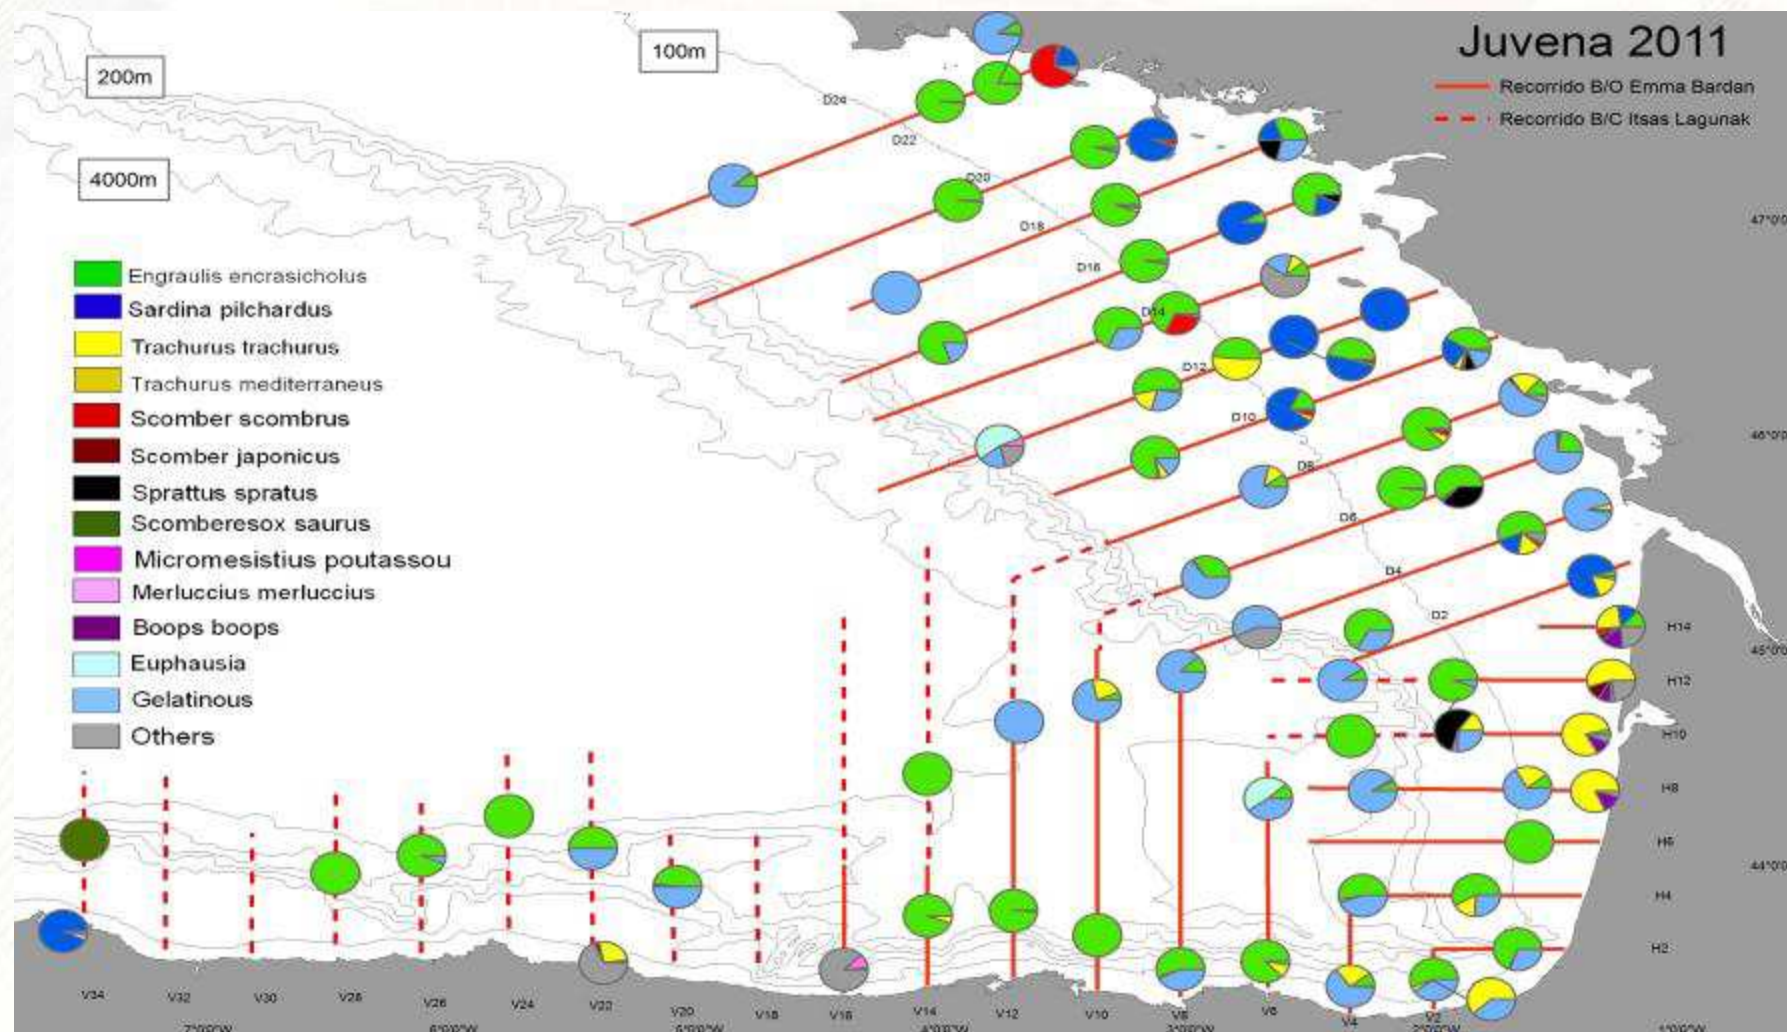 Juvena 2011
Recorrido B/O Emma Bardan
Recorrido B/C Itsas Lagunak
100m
200m
4000m
Engraulis encrasicholus
Sardina pilchardus
Trachurus trachurus
Trachurus mediterraneus
Scomber scombrus
Scomber japonicus
Sprattus spratus
Scomberesox saurus
Micromesistius poutassou
Merluccius merluccius
Boops boops
Euphausia
Gelatinous
Others
D24
D22
D20
D18
D16
D14
D12
D10
D8
D6
D4
D2
H14
H12
H10
H8
H6
H4
H2
V34
V32
V30
V28
V26
V24
V22
V20
V18
V16
V14
V12
V10
V8
V6
V4
V2